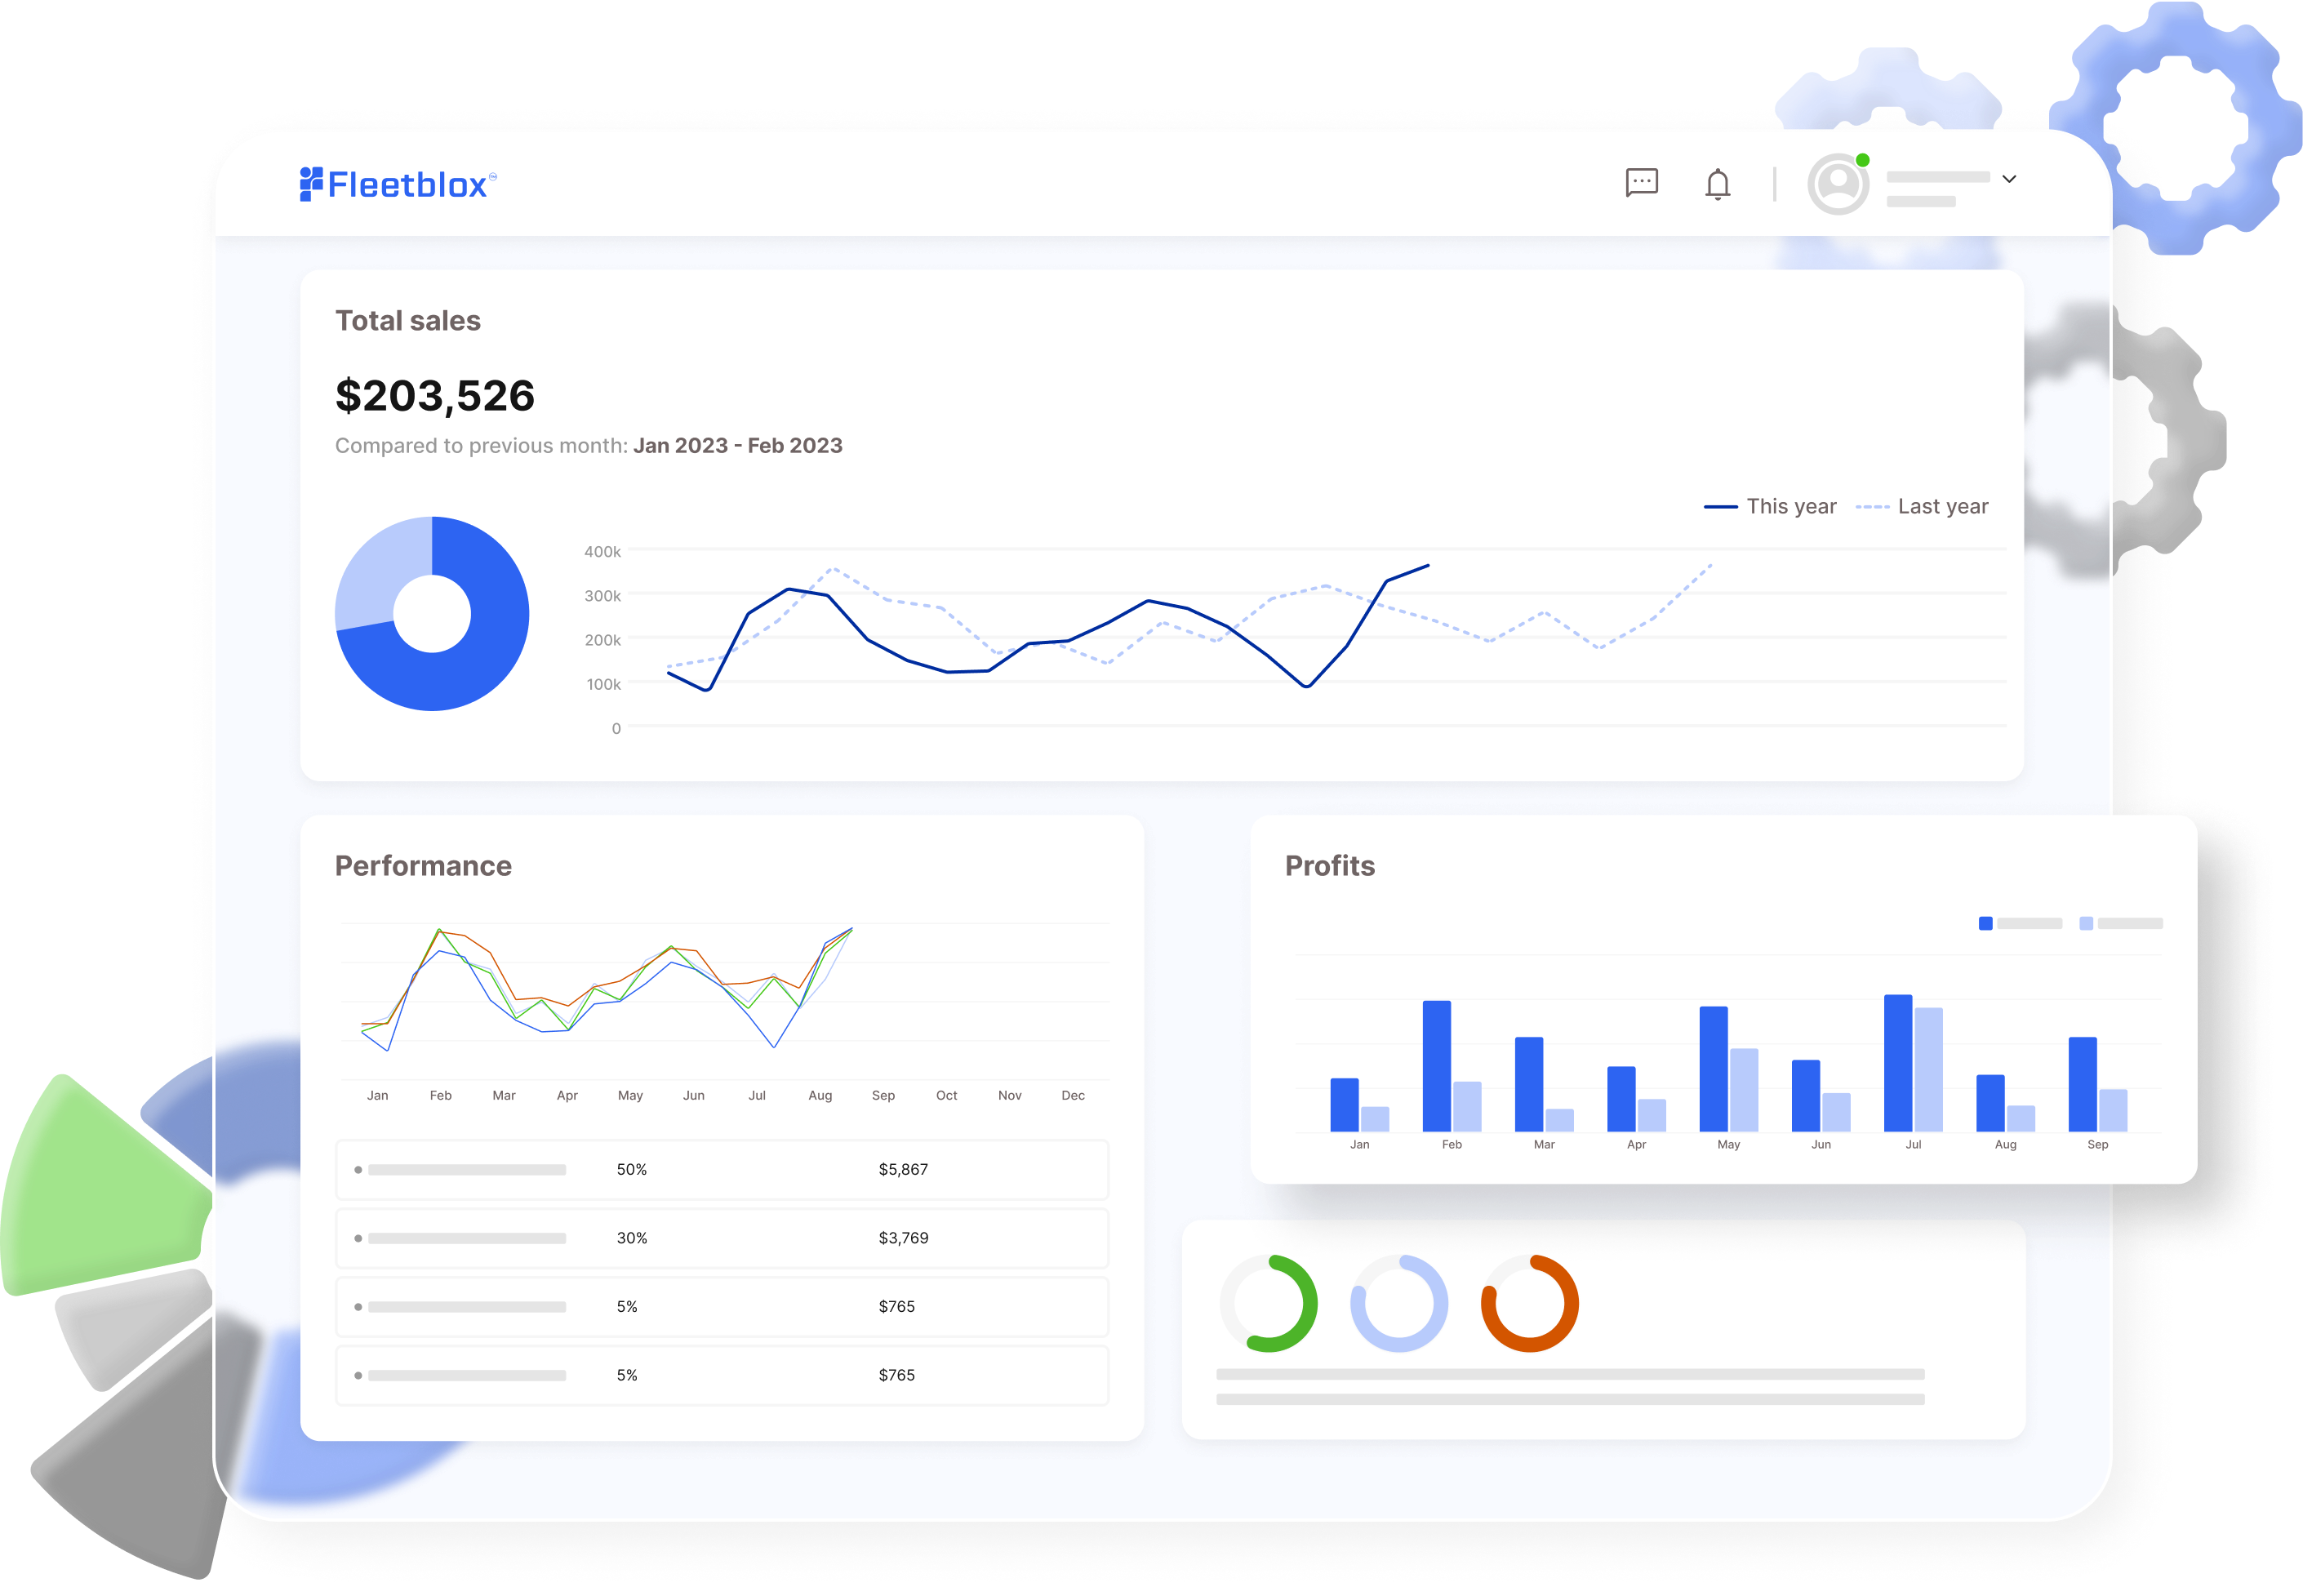 Fleetblox
Total sales
$203,526
Compared to previous month: Jan 2023 - Feb 2023
This year Last year
400k
300k
200k
100k
0
Performance
Jan Feb Mar Apr May Jun Jul Aug Sep Oct Nov Dec
50% $5,867
30% $3,769
5% $765
5% $765
Profits
Jan Feb Mar Apr May Jun Jul Aug Sep